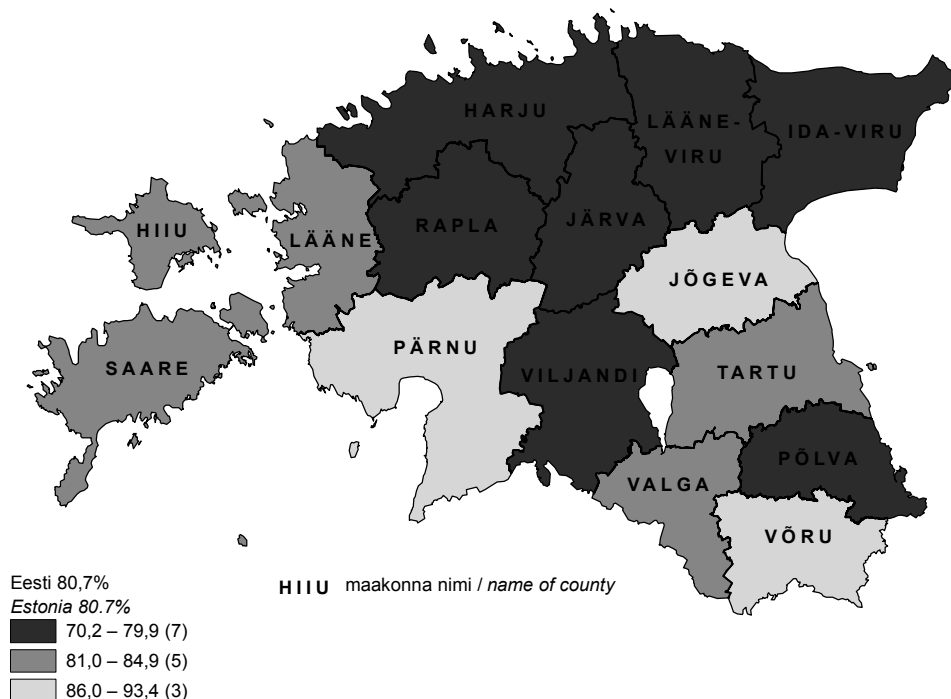 HARJU
LÄÄNE-
VIRU
IDA-VIRU
HIIU
LÄÄNE
RAPLA
JÄRVA
JÕGEVA
SAARE
PÄRNU
VILJANDI
TARTU
VALGA
PÕLVA
VÕRU
Eesti 80,7%
Estonia 80.7%
HIIU maakonna nimi / name of county
70,2 – 79,9 (7)
81,0 – 84,9 (5)
86,0 – 93,4 (3)